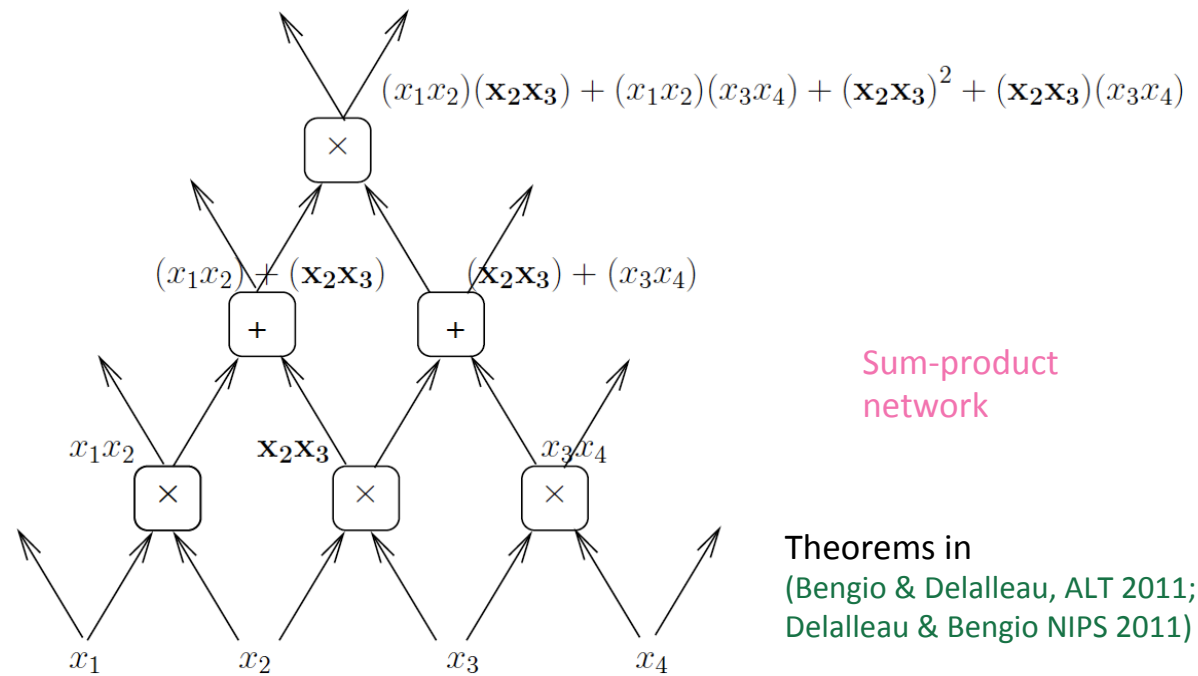 (x₁x₂)(𝐱₂𝐱₃) + (x₁x₂)(x₃x₄) + (𝐱₂𝐱₃)² + (𝐱₂𝐱₃)(x₃x₄)
×
(x₁x₂) + (𝐱₂𝐱₃) (𝐱₂𝐱₃) + (x₃x₄)
+ +
Sum-product
network
x₁x₂ 𝐱₂𝐱₃ x₃x₄
× × ×
Theorems in
(Bengio & Delalleau, ALT 2011;
Delalleau & Bengio NIPS 2011)
x₁ x₂ x₃ x₄